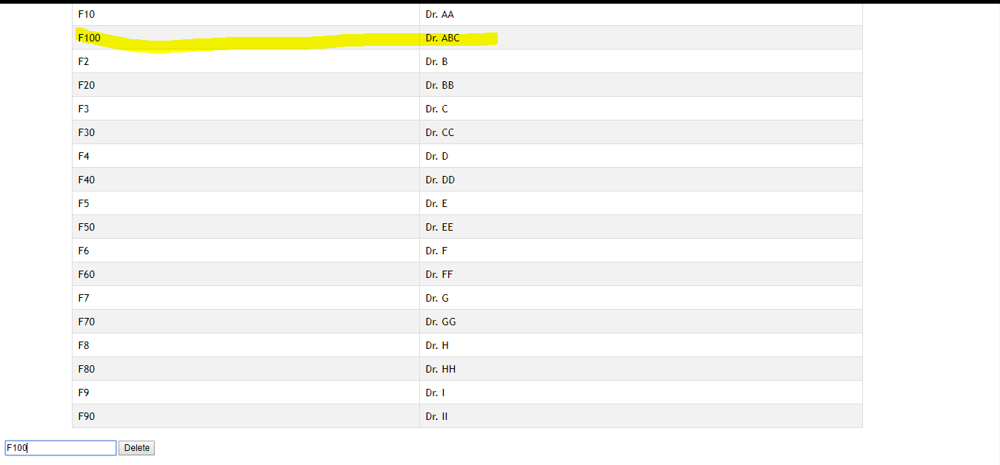 F10 Dr. AA
F100 Dr. ABC
F2 Dr. B
F20 Dr. BB
F3 Dr. C
F30 Dr. CC
F4 Dr. D
F40 Dr. DD
F5 Dr. E
F50 Dr. EE
F6 Dr. F
F60 Dr. FF
F7 Dr. G
F70 Dr. GG
F8 Dr. H
F80 Dr. HH
F9 Dr. I
F90 Dr. II
F100 Delete